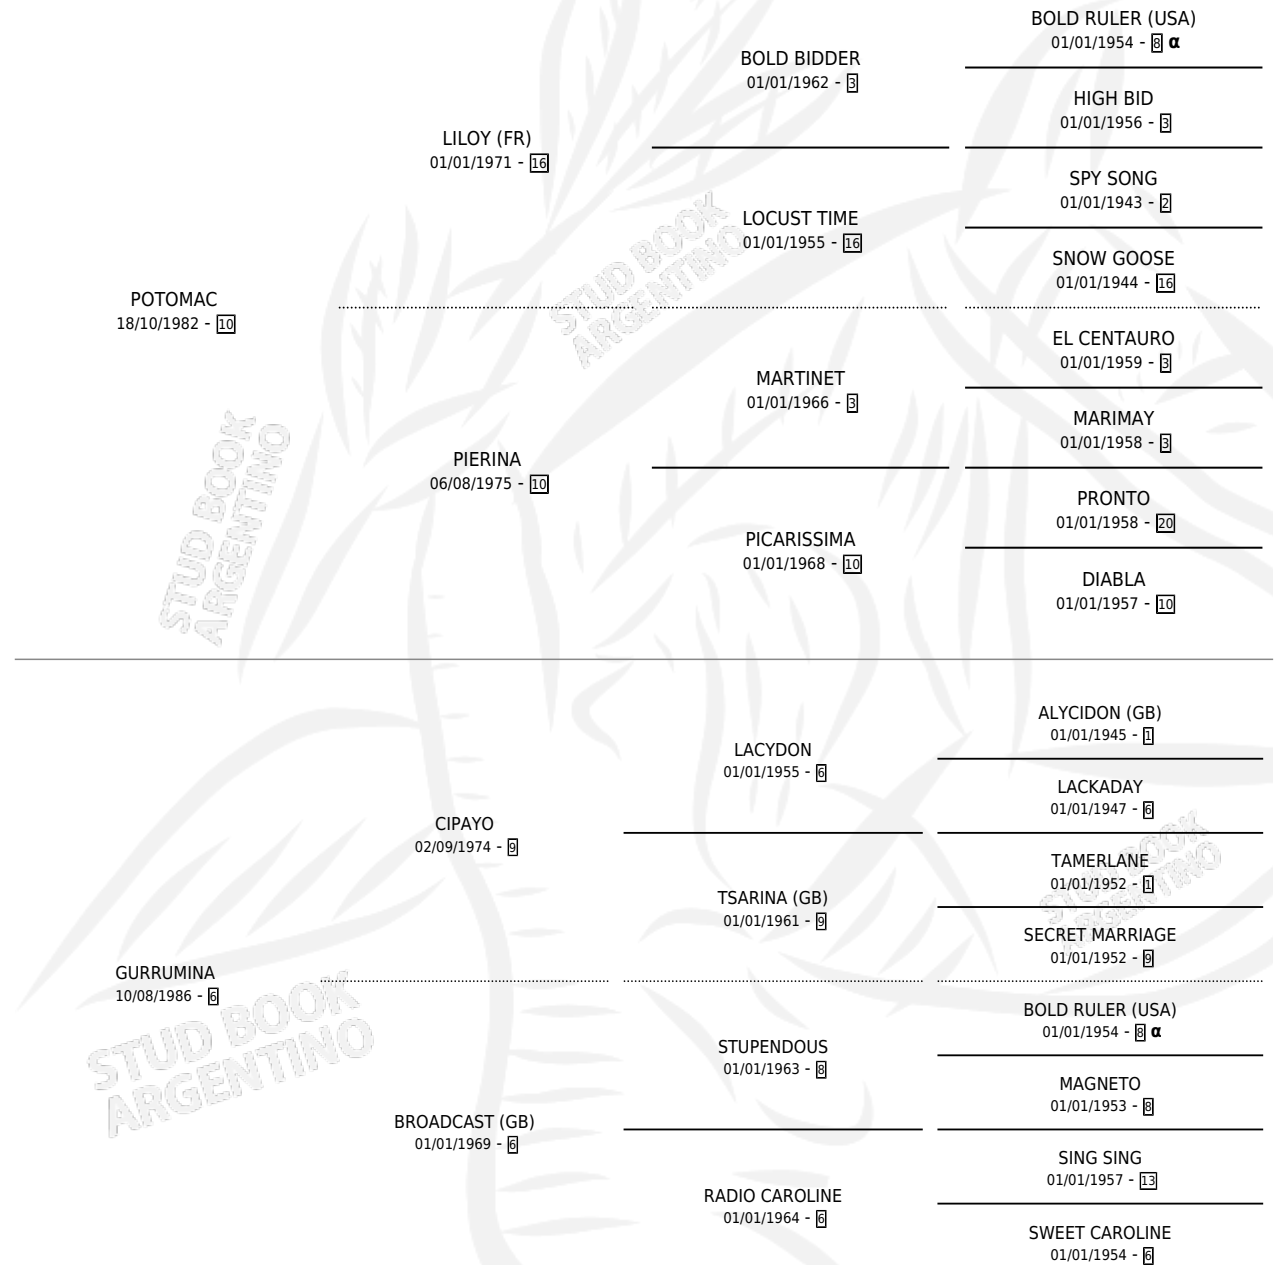 BOLD RULER (USA)
01/01/1954 - 8 α
BOLD BIDDER
01/01/1962 - 3
HIGH BID
01/01/1956 - 3
LILOY (FR)
01/01/1971 - 16
SPY SONG
01/01/1943 - 2
LOCUST TIME
01/01/1955 - 16
SNOW GOOSE
01/01/1944 - 16
POTOMAC
18/10/1982 - 10
EL CENTAURO
01/01/1959 - 3
MARTINET
01/01/1966 - 3
MARIMAY
01/01/1958 - 3
PIERINA
06/08/1975 - 10
PRONTO
01/01/1958 - 20
PICARISSIMA
01/01/1968 - 10
DIABLA
01/01/1957 - 10
ALYCIDON (GB)
01/01/1945 - 1
LACYDON
01/01/1955 - 6
LACKADAY
01/01/1947 - 6
CIPAYO
02/09/1974 - 9
TAMERLANE
01/01/1952 - 1
TSARINA (GB)
01/01/1961 - 9
SECRET MARRIAGE
01/01/1952 - 9
GURRUMINA
10/08/1986 - 6
BOLD RULER (USA)
01/01/1954 - 8 α
STUPENDOUS
01/01/1963 - 8
MAGNETO
01/01/1953 - 8
BROADCAST (GB)
01/01/1969 - 6
SING SING
01/01/1957 - 13
RADIO CAROLINE
01/01/1964 - 6
SWEET CAROLINE
01/01/1954 - 6
STUD BOOK
ARGENTINO
STUD BOOK
ARGENTINO
STUD BOOK
ARGENTINO
STUD BOOK
ARGENTINO